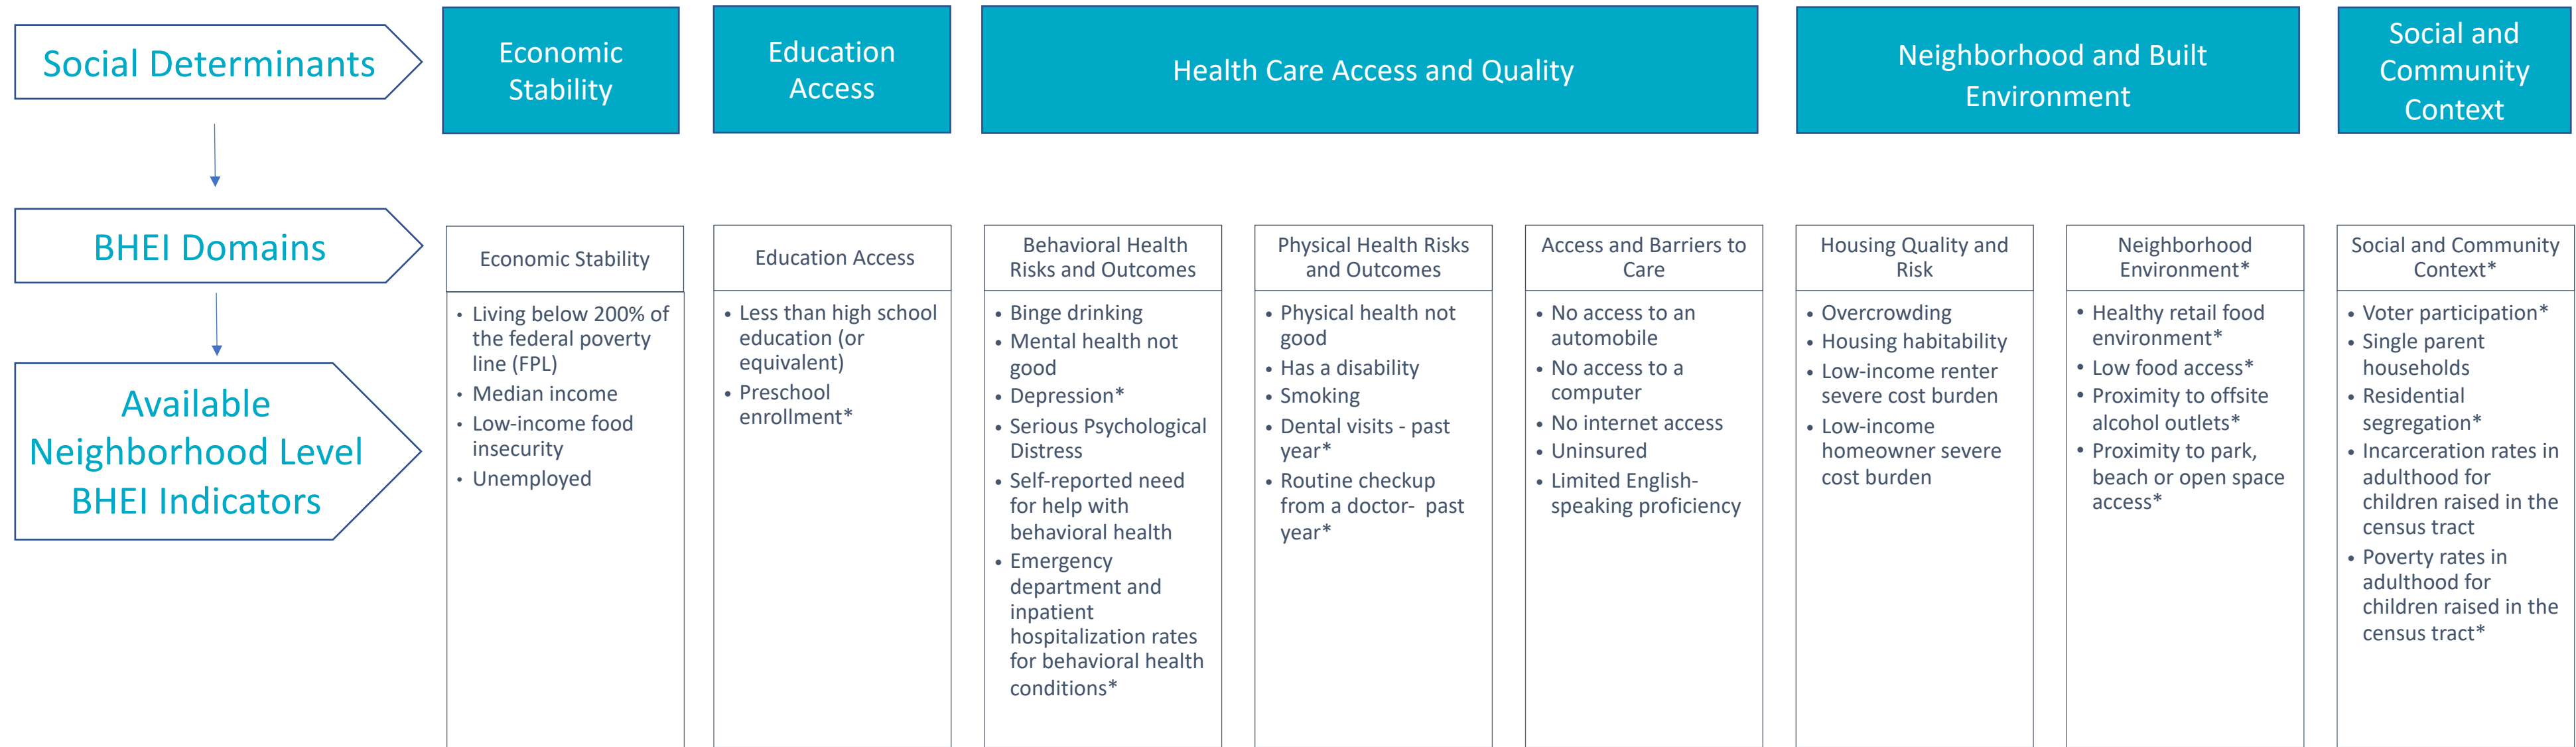 Social Determinants
Economic
Stability
Education
Access
Health Care Access and Quality
Neighborhood and Built
Environment
Social and
Community
Context
BHEI Domains
Economic Stability
Education Access
Behavioral Health
Risks and Outcomes
Physical Health Risks
and Outcomes
Access and Barriers to
Care
Housing Quality and
Risk
Neighborhood
Environment*
Social and Community
Context*
Available
Neighborhood Level
BHEI Indicators
• Living below 200% of
the federal poverty
line (FPL)
• Median income
• Low-income food
insecurity
• Unemployed
• Less than high school
education (or
equivalent)
• Preschool
enrollment*
• Binge drinking
• Mental health not
good
• Depression*
• Serious Psychological
Distress
• Self-reported need
for help with
behavioral health
• Emergency
department and
inpatient
hospitalization rates
for behavioral health
conditions*
• Physical health not
good
• Has a disability
• Smoking
• Dental visits - past
year*
• Routine checkup
from a doctor- past
year*
• No access to an
automobile
• No access to a
computer
• No internet access
• Uninsured
• Limited English-
speaking proficiency
• Overcrowding
• Housing habitability
• Low-income renter
severe cost burden
• Low-income
homeowner severe
cost burden
• Healthy retail food
environment*
• Low food access*
• Proximity to offsite
alcohol outlets*
• Proximity to park,
beach or open space
access*
• Voter participation*
• Single parent
households
• Residential
segregation*
• Incarceration rates in
adulthood for
children raised in the
census tract
• Poverty rates in
adulthood for
children raised in the
census tract*